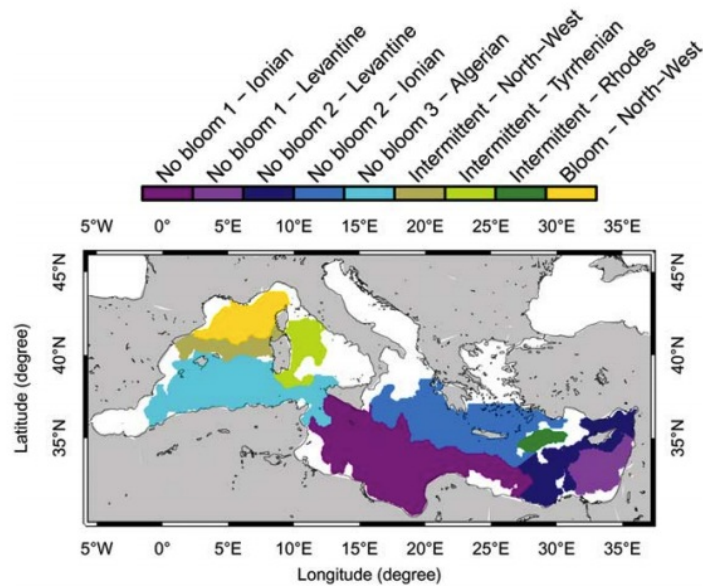 No bloom 1 – Ionian
No bloom 1 – Levantine
No bloom 2 – Levantine
No bloom 2 – Ionian
No bloom 3 – Algerian
Intermittent – North–West
Intermittent – Tyrrhenian
Intermittent – Rhodes
Bloom – North–West
5°W 0° 5°E 10°E 15°E 20°E 25°E 30°E 35°E
45°N 45°N
40°N 40°N
35°N 35°N
Latitude (degree)
5°W 0° 5°E 10°E 15°E 20°E 25°E 30°E 35°E
Longitude (degree)